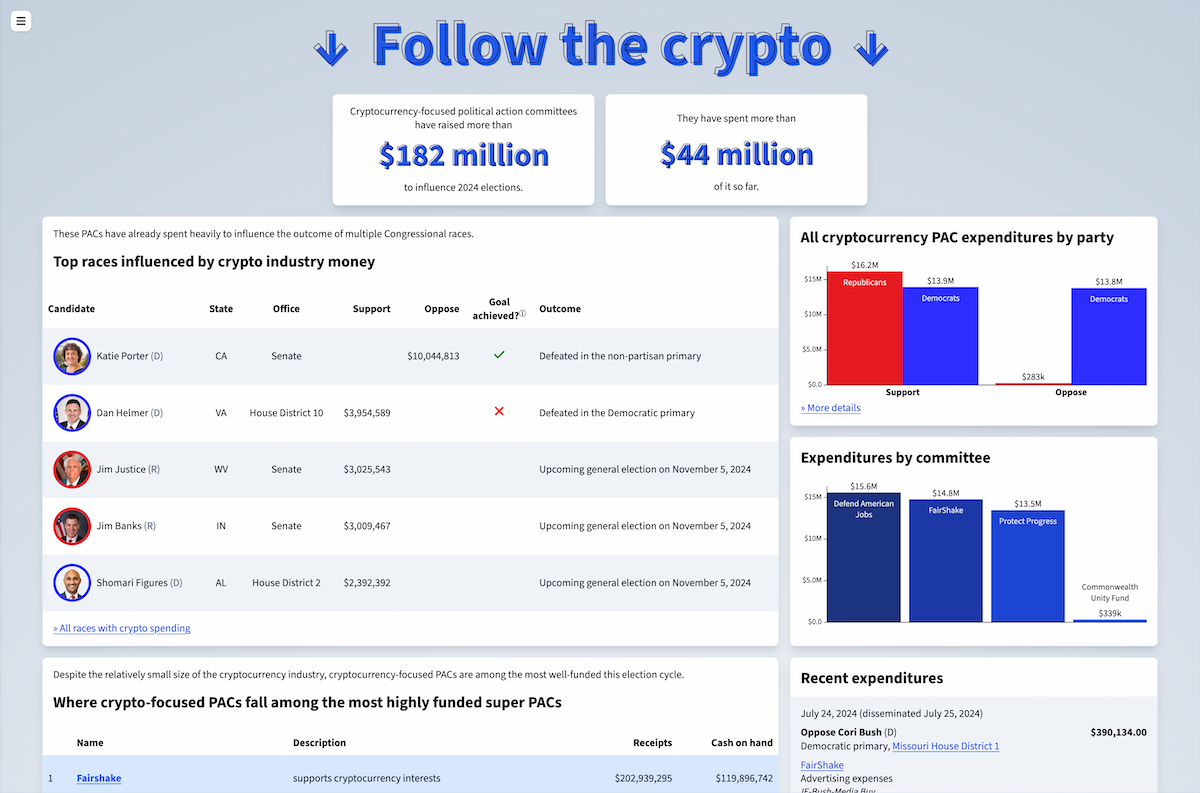 ↓ Follow the crypto ↓
Cryptocurrency-focused political action committees
have raised more than
$182 million
to influence 2024 elections.
They have spent more than
$44 million
of it so far.
These PACs have already spent heavily to influence the outcome of multiple Congressional races.
Top races influenced by crypto industry money
Candidate State Office Support Oppose Goal achieved?ⓘ Outcome
Katie Porter (D) CA Senate $10,044,813 ✓ Defeated in the non-partisan primary
Dan Helmer (D) VA House District 10 $3,954,589 ✕ Defeated in the Democratic primary
Jim Justice (R) WV Senate $3,025,543 Upcoming general election on November 5, 2024
Jim Banks (R) IN Senate $3,009,467 Upcoming general election on November 5, 2024
Shomari Figures (D) AL House District 2 $2,392,392 Upcoming general election on November 5, 2024
» All races with crypto spending
All cryptocurrency PAC expenditures by party
$16.2M
$15M
Republicans
$13.9M
Democrats
$13.8M
Democrats
$10M
$5.0M
$283k
$0.0
Support Oppose
» More details
Expenditures by committee
$15.6M
$15M
Defend American
Jobs
$14.8M
FairShake
$13.5M
Protect Progress
$10M
$5.0M
Commonwealth
Unity Fund
$339k
$0.0
Despite the relatively small size of the cryptocurrency industry, cryptocurrency-focused PACs are among the most well-funded this election cycle.
Where crypto-focused PACs fall among the most highly funded super PACs
Name Description Receipts Cash on hand
1 Fairshake supports cryptocurrency interests $202,939,295 $119,896,742
Recent expenditures
July 24, 2024 (disseminated July 25, 2024)
Oppose Cori Bush (D) $390,134.00
Democratic primary, Missouri House District 1
FairShake
Advertising expenses
IE-Bush-Media Buy